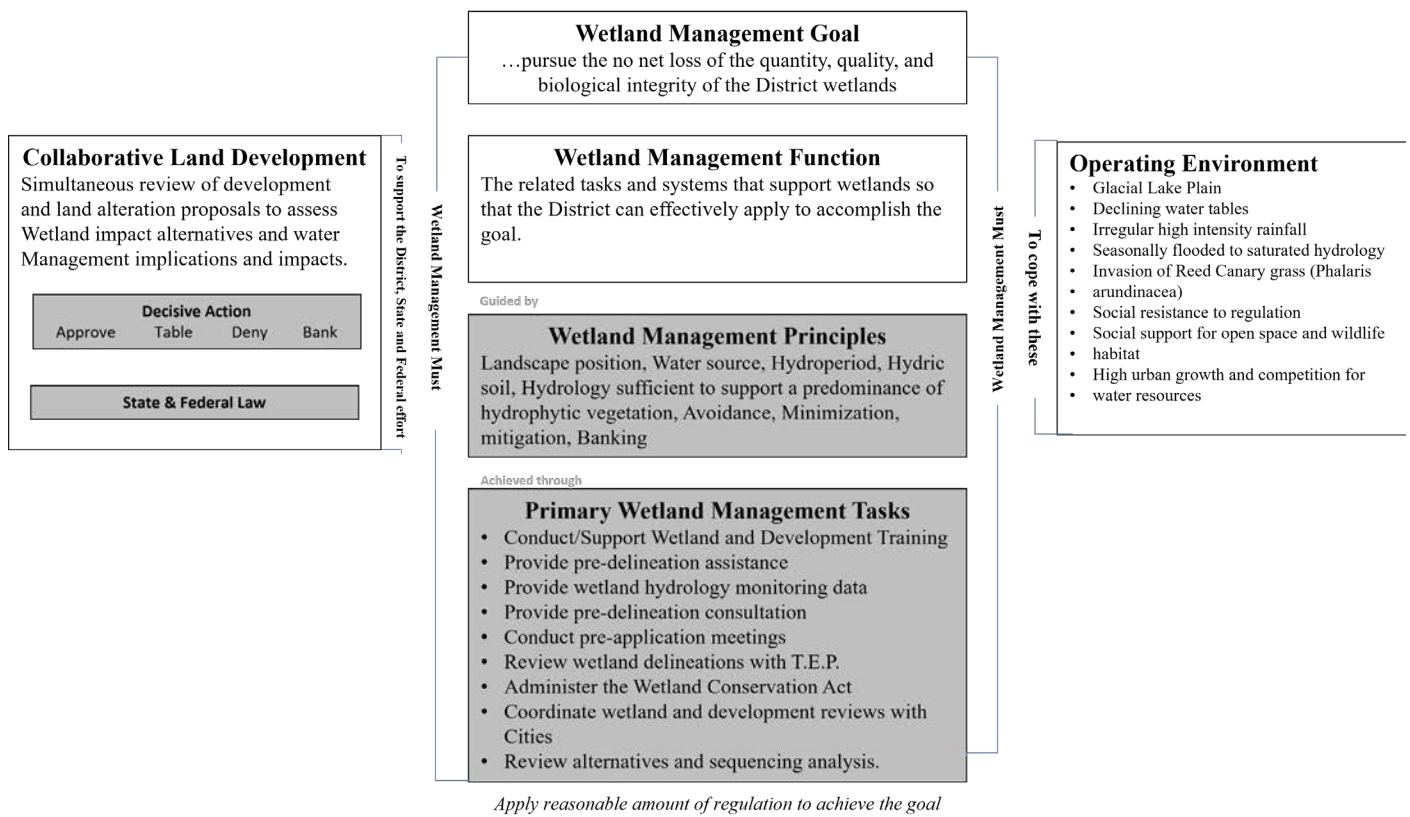 Wetland Management Goal
…pursue the no net loss of the quantity, quality, and
biological integrity of the District wetlands
Collaborative Land Development
Simultaneous review of development
and land alteration proposals to assess
Wetland impact alternatives and water
Management implications and impacts.
Decisive Action
Approve Table Deny Bank
State & Federal Law
To support the District, State and Federal effort
Wetland Management Must
Wetland Management Function
The related tasks and systems that support wetlands so
that the District can effectively apply to accomplish the
goal.
Guided by
Wetland Management Principles
Landscape position, Water source, Hydroperiod, Hydric
soil, Hydrology sufficient to support a predominance of
hydrophytic vegetation, Avoidance, Minimization,
mitigation, Banking
Achieved through
Primary Wetland Management Tasks
• Conduct/Support Wetland and Development Training
• Provide pre-delineation assistance
• Provide wetland hydrology monitoring data
• Provide pre-delineation consultation
• Conduct pre-application meetings
• Review wetland delineations with T.E.P.
• Administer the Wetland Conservation Act
• Coordinate wetland and development reviews with
Cities
• Review alternatives and sequencing analysis.
Wetland Management Must
To cope with these
Operating Environment
• Glacial Lake Plain
• Declining water tables
• Irregular high intensity rainfall
• Seasonally flooded to saturated hydrology
• Invasion of Reed Canary grass (Phalaris
• arundinacea)
• Social resistance to regulation
• Social support for open space and wildlife
• habitat
• High urban growth and competition for
• water resources
Apply reasonable amount of regulation to achieve the goal